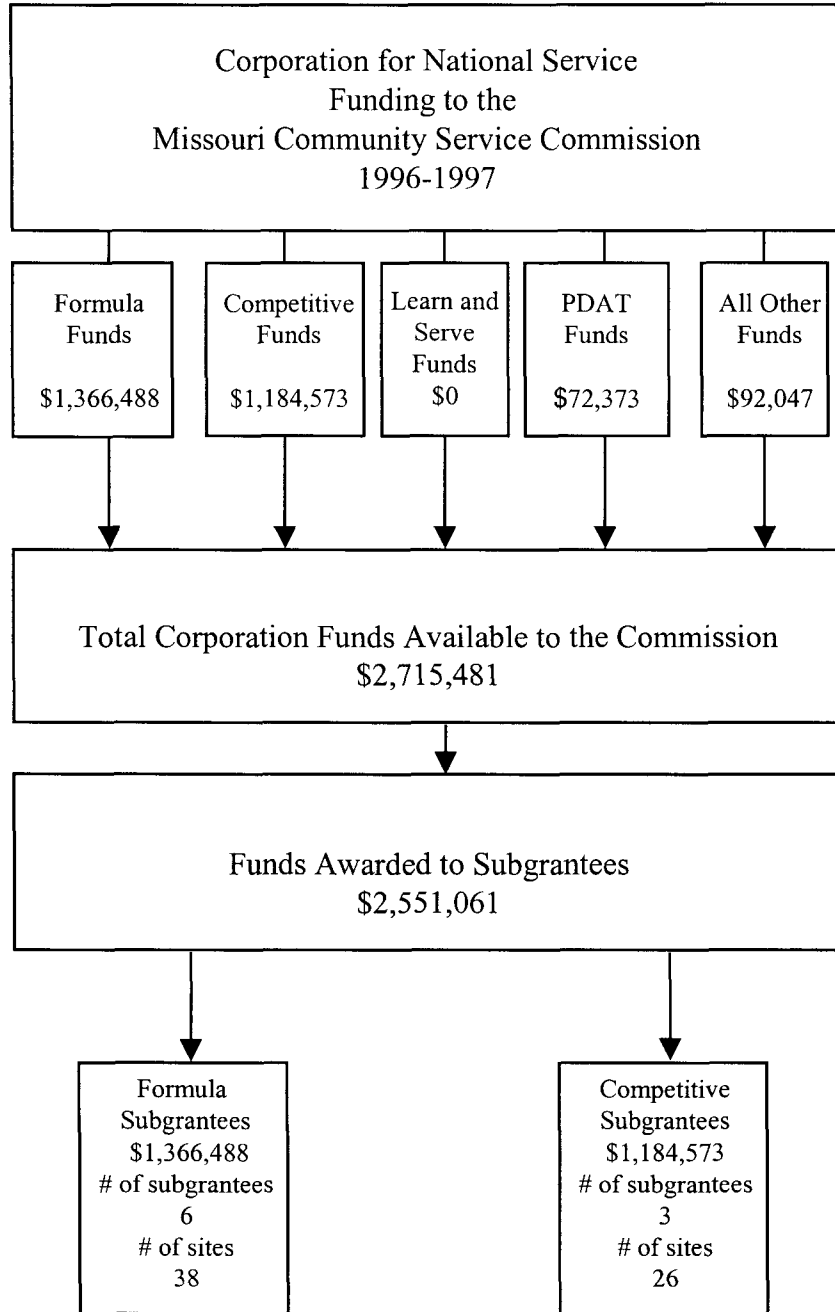 Corporation for National Service
Funding to the
Missouri Community Service Commission
1996-1997
Formula
Funds
$1,366,488
Competitive
Funds
$1,184,573
Learn and
Serve
Funds
$0
PDAT
Funds
$72,373
All Other
Funds
$92,047
Total Corporation Funds Available to the Commission
$2,715,481
Funds Awarded to Subgrantees
$2,551,061
Formula
Subgrantees
$1,366,488
# of subgrantees
6
# of sites
38
Competitive
Subgrantees
$1,184,573
# of subgrantees
3
# of sites
26